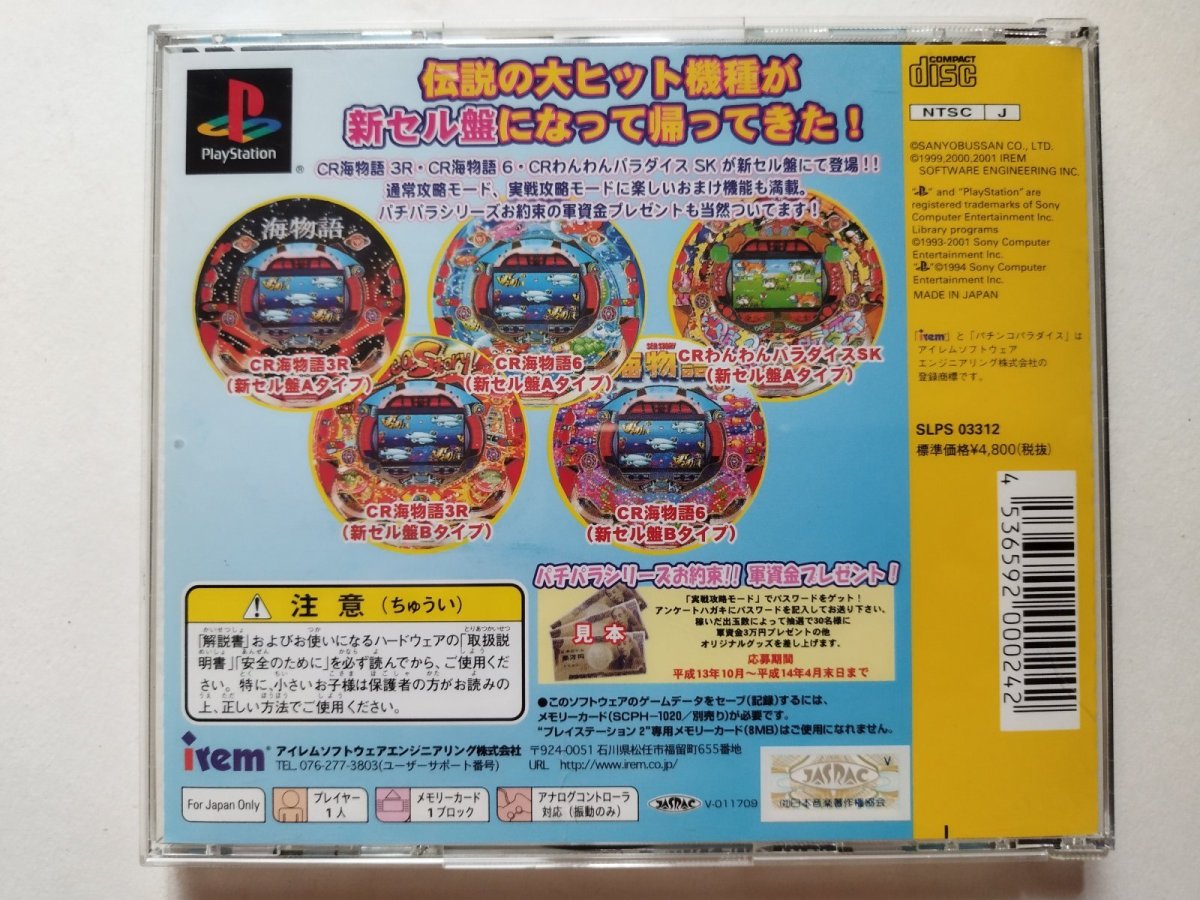 PlayStation
®
伝説の大ヒット機種が
新セル盤になって帰ってきた!
CR海物語 3R・CR海物語 6・CRわんわんパラダイス SK が新セル盤にて登場!!
通常攻略モード、実戦攻略モードに楽しいおまけ機能も満載。
パチパラシリーズお約束の軍資金プレゼントも当然ついてます!
海物語
CR海物語3R
(新セル盤Aタイプ)
CR海物語6
(新セル盤Aタイプ)
CRわんわんパラダイスSK
(新セル盤Aタイプ)
SEA STORY
海物語
CR海物語3R
(新セル盤Bタイプ)
CR海物語6
(新セル盤Bタイプ)
パチパラシリーズお約束!! 軍資金プレゼント!
見本
「実戦攻略モード」でパスワードをゲット!
アンケートハガキにパスワードを記入してお送り下さい。
稼いだ出玉数によって抽選で30名様に
軍資金3万円プレゼントの他
オリジナルグッズを差し上げます。
応募期間
平成13年10月~平成14年4月末日まで
注意(ちゅうい)
「解説書」およびお使いになるハードウェアの「取扱説
明書」「安全のために」を必ず読んでから、ご使用くだ
さい。特に、小さいお子様は保護者の方がお読みの
上、正しい方法でご使用ください。
●このソフトウェアのゲームデータをセーブ(記録)するには、
メモリーカード(SCPH-1020/別売り)が必要です。
"プレイステーション 2"専用メモリーカード(8MB)はご使用になれません。
irem アイレムソフトウェアエンジニアリング株式会社 〒924-0051 石川県松任市福留町655番地
TEL. 076-277-3803(ユーザーサポート番号) URL http://www.irem.co.jp/
For Japan Only
プレイヤー
1人
メモリーカード
1ブロック
アナログコントローラ
対応(振動のみ)
JASRAC V-011709
JASRAC
V
(社)日本音楽著作権協会
COMPACT
disc
NTSC J
©SANYOBUSSAN CO., LTD.
©1999,2000,2001 IREM
SOFTWARE ENGINEERING INC.
" " and "PlayStation" are
registered trademarks of Sony
Computer Entertainment Inc.
Library programs
©1993-2001 Sony Computer
Entertainment Inc.
" "©1994 Sony Computer
Entertainment Inc.
MADE IN JAPAN
「irem」と「パチンコパラダイス」は
アイレムソフトウェア
エンジニアリング株式会社の
登録商標です。
SLPS 03312
標準価格¥4,800(税抜)
4 536592 000242